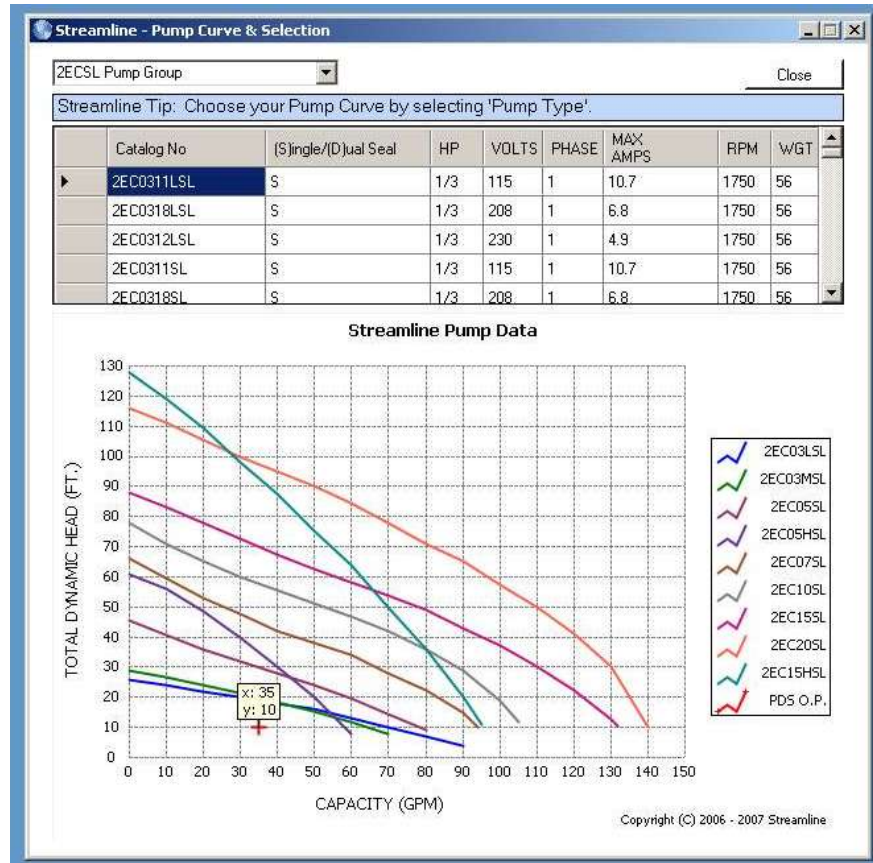 Streamline - Pump Curve & Selection
2ECSL Pump Group
Close
Streamline Tip: Choose your Pump Curve by selecting 'Pump Type'.
Catalog No (S)ingle/(D)ual Seal HP VOLTS PHASE MAX AMPS RPM WGT
2EC0311LSL S 1/3 115 1 10.7 1750 56
2EC0318LSL S 1/3 208 1 6.8 1750 56
2EC0312LSL S 1/3 230 1 4.9 1750 56
2EC0311SL S 1/3 115 1 10.7 1750 56
2EC0318SL S 1/3 208 1 6.8 1750 56
Streamline Pump Data
TOTAL DYNAMIC HEAD (FT.)
130
120
110
100
90
80
70
60
50
40
30
20
10
0
x: 35
y: 10
0 10 20 30 40 50 60 70 80 90 100 110 120 130 140 150
CAPACITY (GPM)
2EC03LSL
2EC03MSL
2EC05SL
2EC05HSL
2EC07SL
2EC10SL
2EC15SL
2EC20SL
2EC15HSL
PDS O.P.
Copyright (C) 2006 - 2007 Streamline